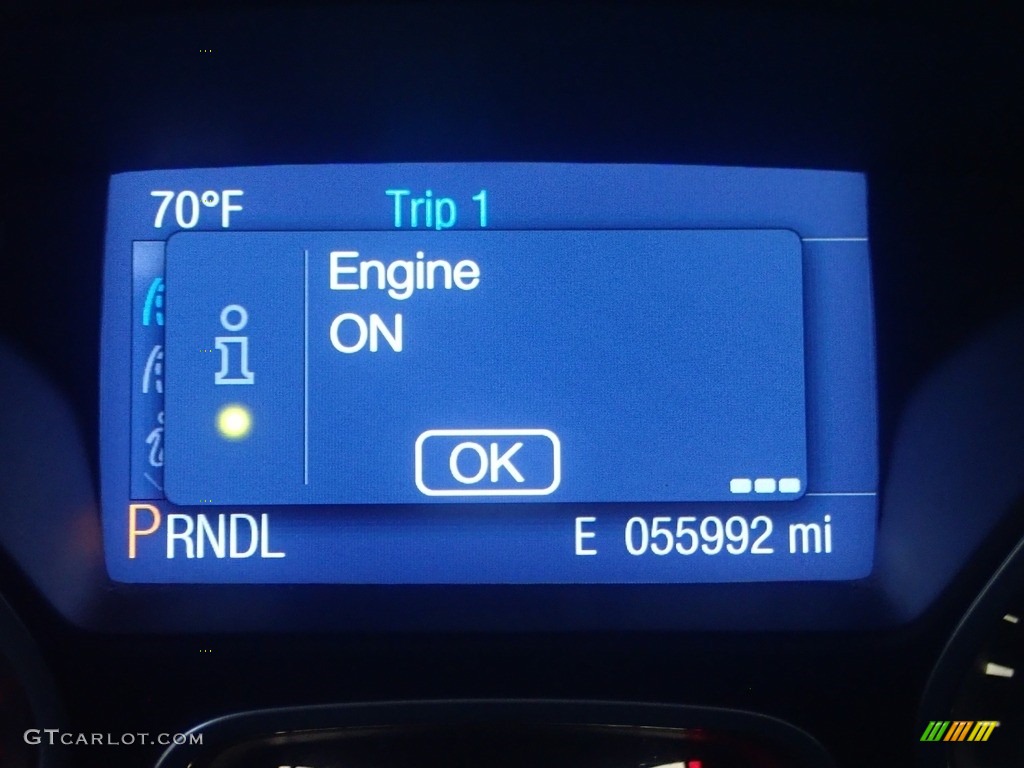 70°F Trip 1
Engine
ON
OK
PRNDL E 055992 mi
GTCARLOT.COM